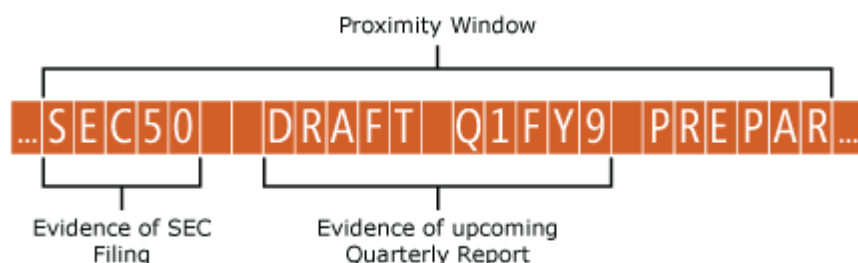 Proximity Window
...SEC50  DRAFT Q1FY9 PREPAR...
Evidence of SEC
Filing
Evidence of upcoming
Quarterly Report